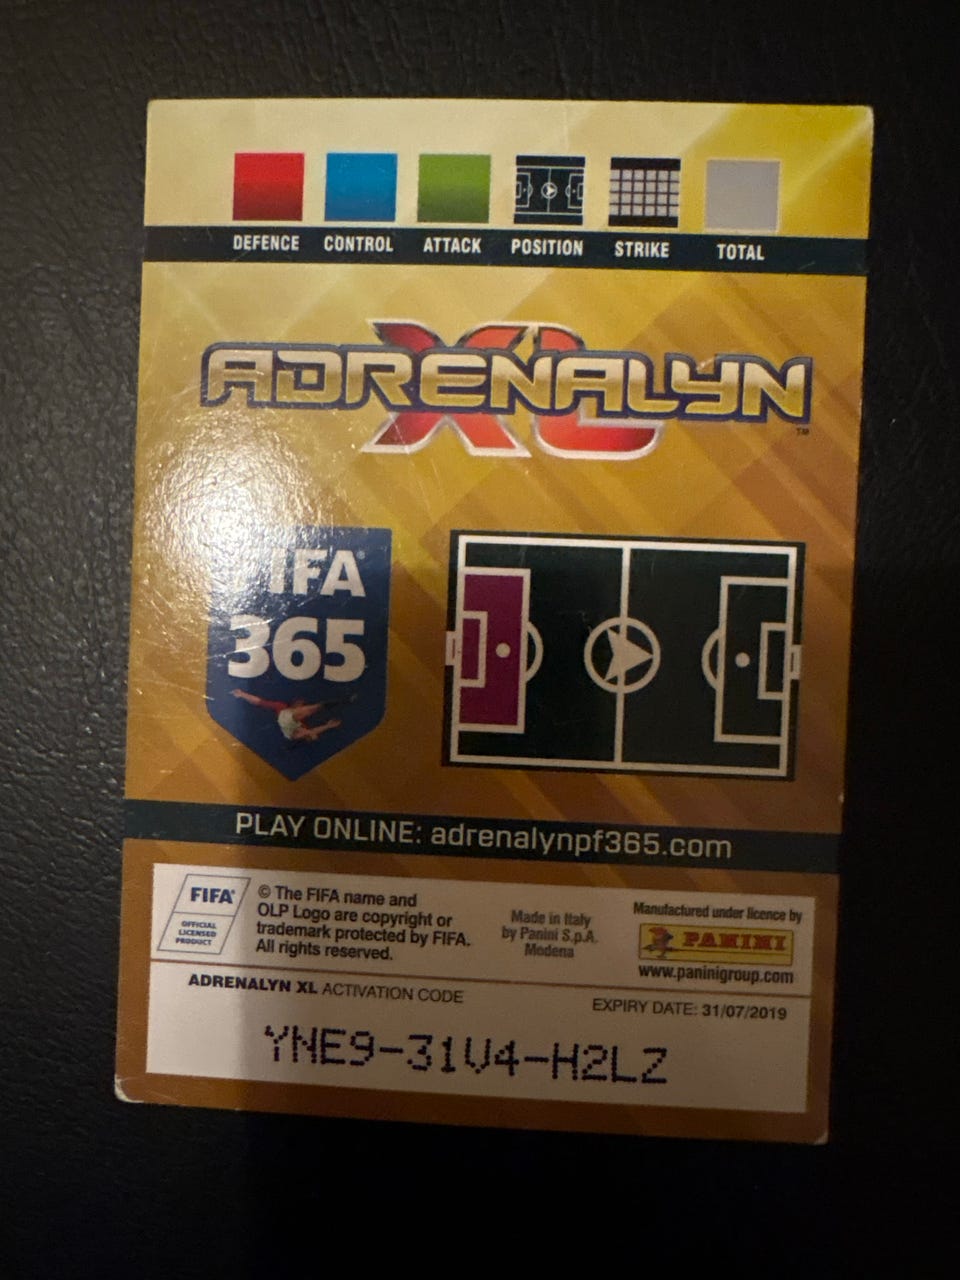 DEFENCE CONTROL ATTACK POSITION STRIKE TOTAL
ADRENALYN XL™
FIFA®
365
PLAY ONLINE: adrenalynpf365.com
FIFA®
OFFICIAL
LICENSED
PRODUCT
© The FIFA name and
OLP Logo are copyright or
trademark protected by FIFA.
All rights reserved.
Made in Italy
by Panini S.p.A.
Modena
Manufactured under licence by
PANINI
www.paninigroup.com
ADRENALYN XL ACTIVATION CODE
EXPIRY DATE: 31/07/2019
YNE9-31V4-H2LZ